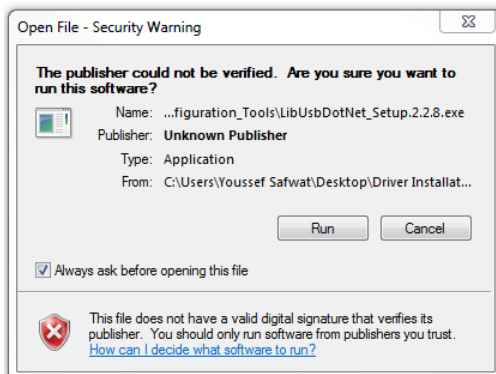 Open File - Security Warning
The publisher could not be verified. Are you sure you want to
run this software?
Name: ...figuration_Tools\LibUsbDotNet_Setup.2.2.8.exe
Publisher: Unknown Publisher
Type: Application
From: C:\Users\Youssef Safwat\Desktop\Driver Installat...
Run Cancel
Always ask before opening this file
This file does not have a valid digital signature that verifies its
publisher. You should only run software from publishers you trust.
How can I decide what software to run?